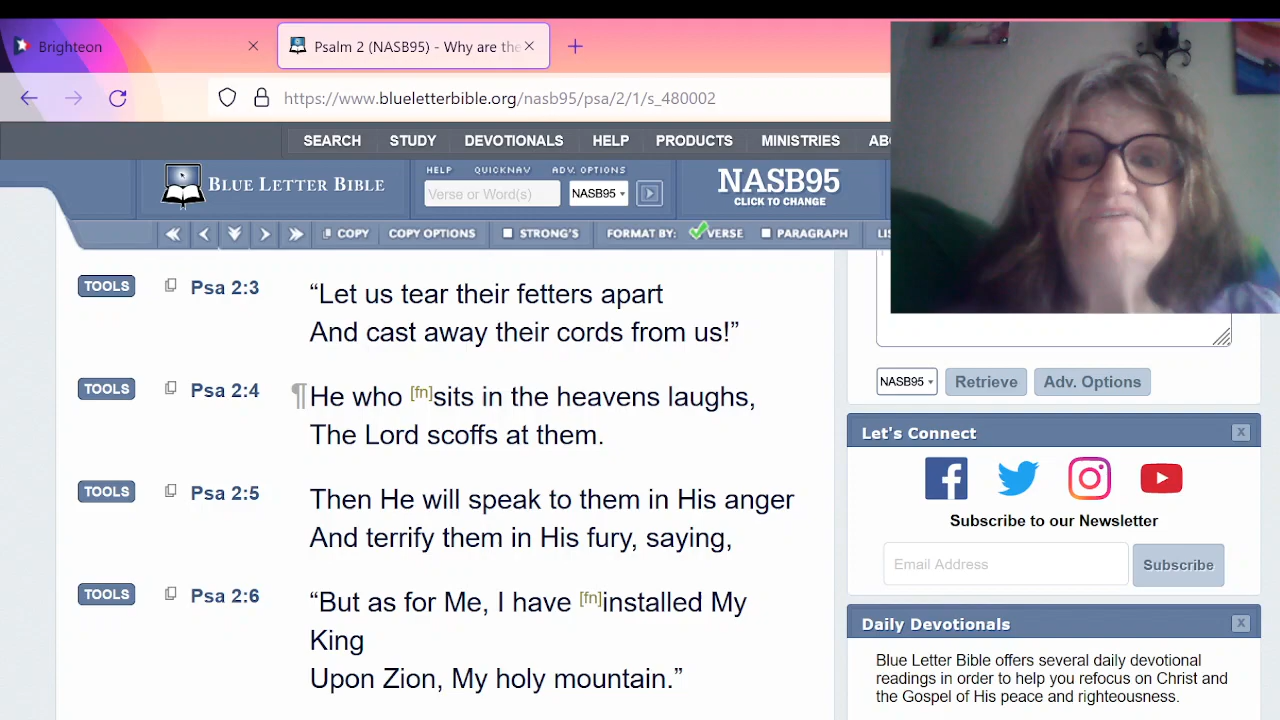 Brighteon
Psalm 2 (NASB95) - Why are the
https://www.blueletterbible.org/nasb95/psa/2/1/s_480002
SEARCH STUDY DEVOTIONALS HELP PRODUCTS MINISTRIES AB
BLUE LETTER BIBLE
HELP QUICKNAV ADV. OPTIONS
Verse or Word(s) NASB95
NASB95
CLICK TO CHANGE
COPY COPY OPTIONS STRONG'S FORMAT BY: VERSE PARAGRAPH LIS
TOOLS Psa 2:3 “Let us tear their fetters apart
And cast away their cords from us!”
TOOLS Psa 2:4 ¶He who [fn]sits in the heavens laughs,
The Lord scoffs at them.
TOOLS Psa 2:5 Then He will speak to them in His anger
And terrify them in His fury, saying,
TOOLS Psa 2:6 “But as for Me, I have [fn]installed My
King
Upon Zion, My holy mountain.”
NASB95 Retrieve Adv. Options
Let's Connect X
Subscribe to our Newsletter
Email Address Subscribe
Daily Devotionals X
Blue Letter Bible offers several daily devotional
readings in order to help you refocus on Christ and
the Gospel of His peace and righteousness.